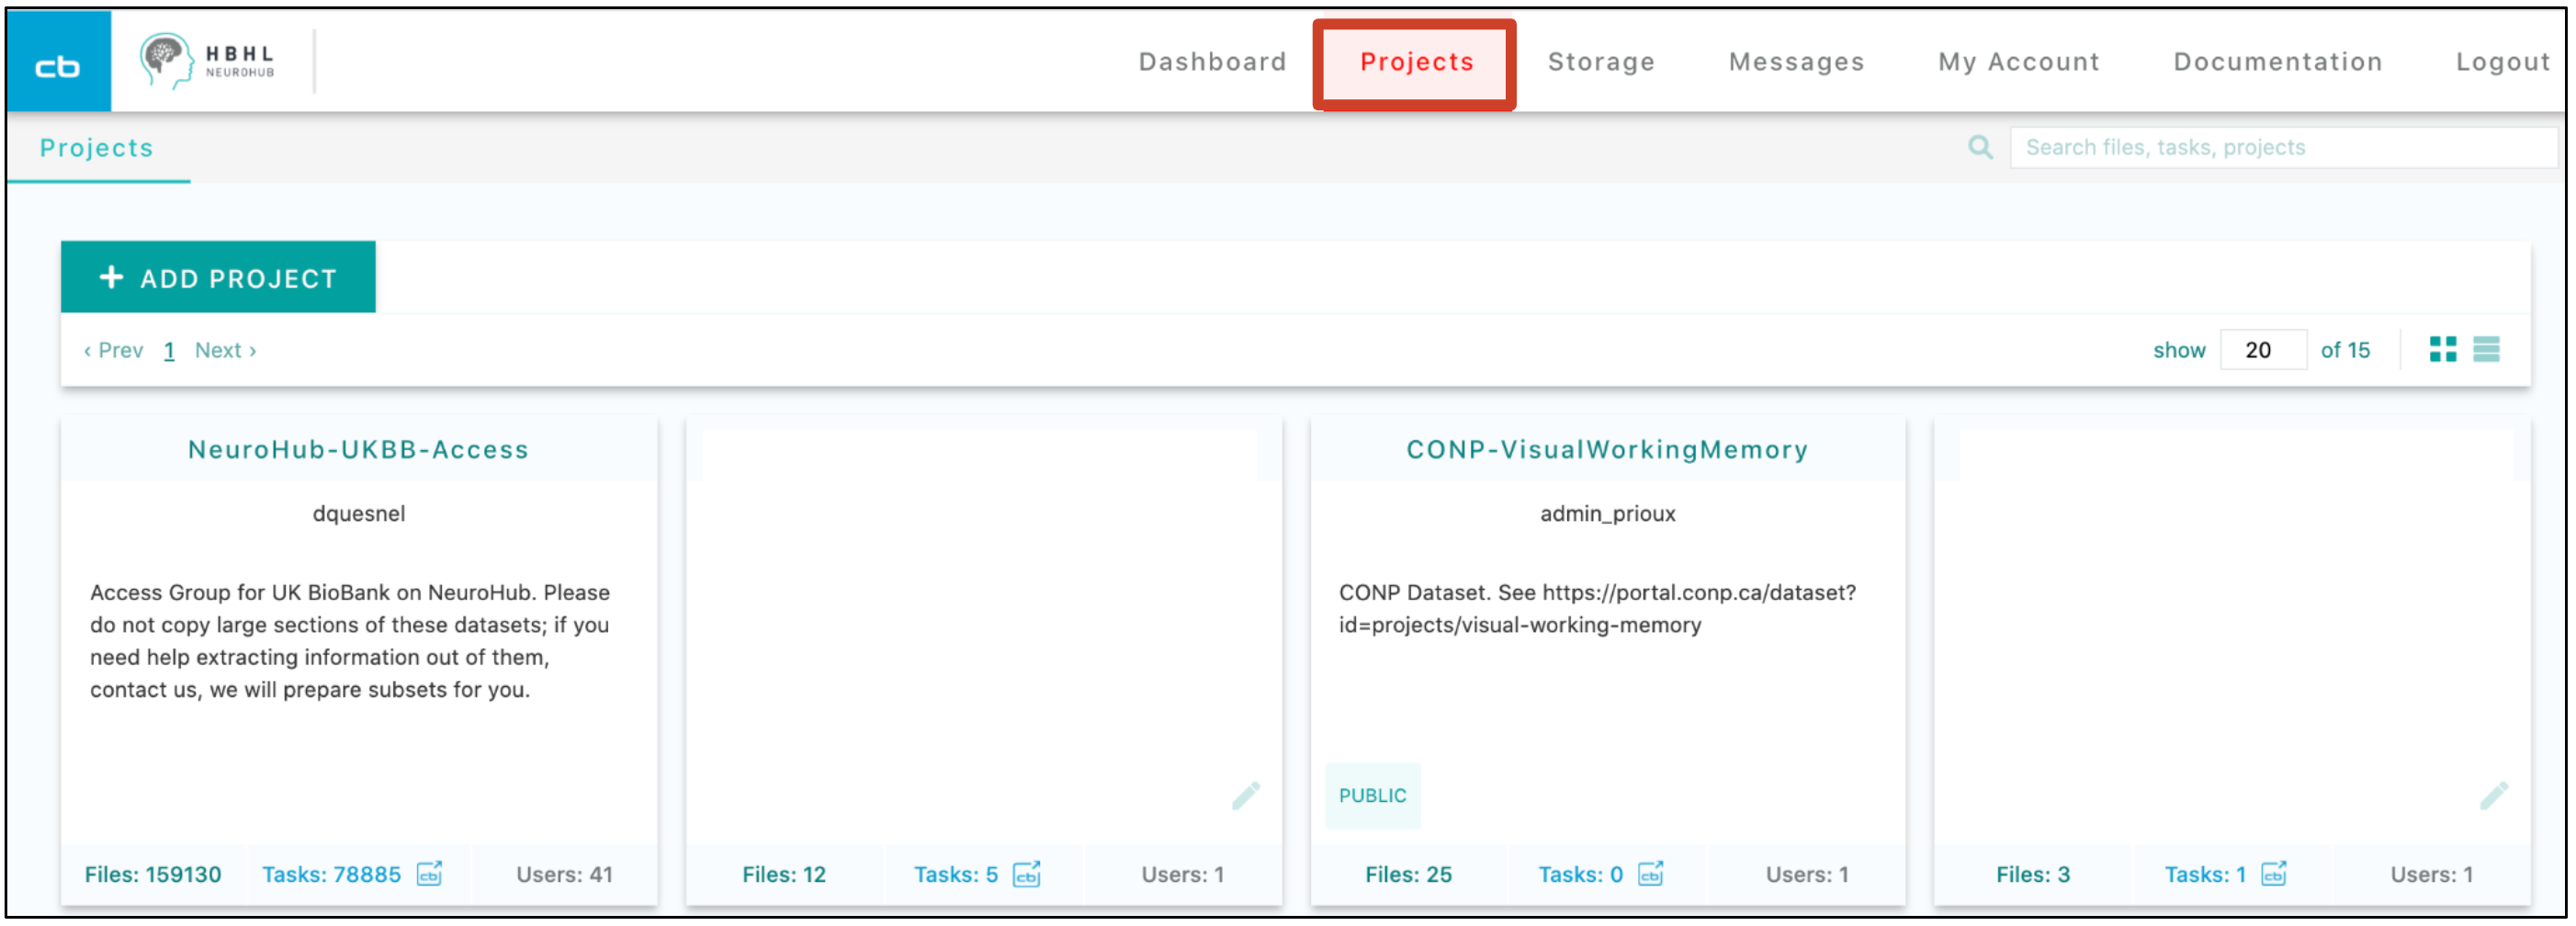 cb
HBHL
NEUROHUB
Dashboard Projects Storage Messages My Account Documentation Logout
Projects
Search files, tasks, projects
+ ADD PROJECT
‹ Prev 1 Next ›
show 20 of 15
NeuroHub-UKBB-Access
dquesnel
Access Group for UK BioBank on NeuroHub. Please
do not copy large sections of these datasets; if you
need help extracting information out of them,
contact us, we will prepare subsets for you.
Files: 159130 Tasks: 78885 cb Users: 41
Files: 12 Tasks: 5 cb Users: 1
CONP-VisualWorkingMemory
admin_prioux
CONP Dataset. See https://portal.conp.ca/dataset?
id=projects/visual-working-memory
PUBLIC
Files: 25 Tasks: 0 cb Users: 1
Files: 3 Tasks: 1 cb Users: 1